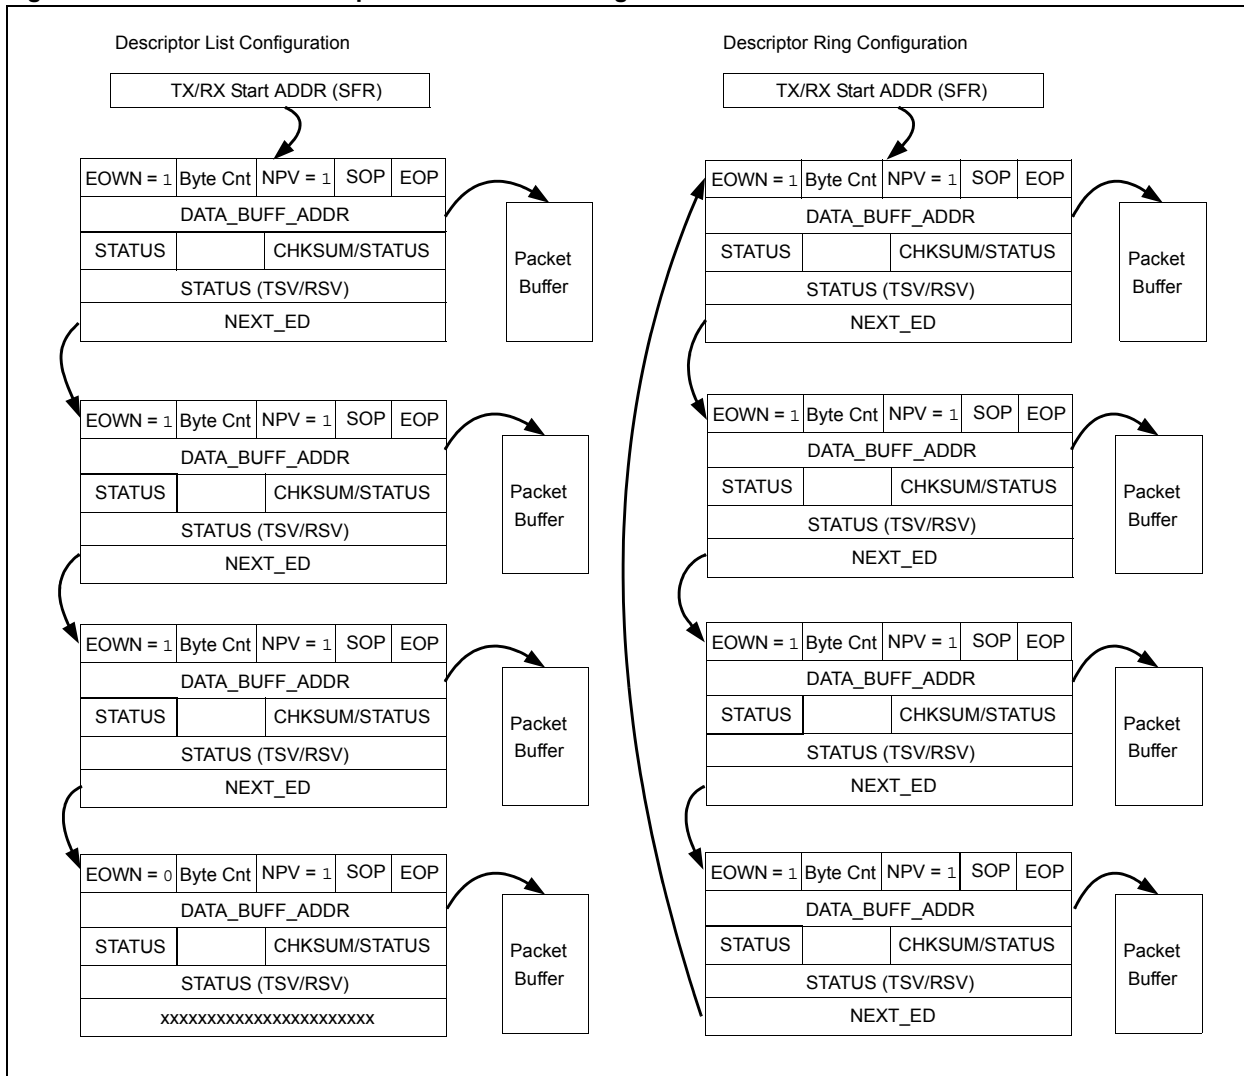 Descriptor List Configuration
TX/RX Start ADDR (SFR)
EOWN = 1 Byte Cnt NPV = 1 SOP EOP
DATA_BUFF_ADDR
STATUS CHKSUM/STATUS
STATUS (TSV/RSV)
NEXT_ED
Packet
Buffer
EOWN = 1 Byte Cnt NPV = 1 SOP EOP
DATA_BUFF_ADDR
STATUS CHKSUM/STATUS
STATUS (TSV/RSV)
NEXT_ED
Packet
Buffer
EOWN = 1 Byte Cnt NPV = 1 SOP EOP
DATA_BUFF_ADDR
STATUS CHKSUM/STATUS
STATUS (TSV/RSV)
NEXT_ED
Packet
Buffer
EOWN = 0 Byte Cnt NPV = 1 SOP EOP
DATA_BUFF_ADDR
STATUS CHKSUM/STATUS
STATUS (TSV/RSV)
xxxxxxxxxxxxxxxxxxxxxxx
Packet
Buffer
Descriptor Ring Configuration
TX/RX Start ADDR (SFR)
EOWN = 1 Byte Cnt NPV = 1 SOP EOP
DATA_BUFF_ADDR
STATUS CHKSUM/STATUS
STATUS (TSV/RSV)
NEXT_ED
Packet
Buffer
EOWN = 1 Byte Cnt NPV = 1 SOP EOP
DATA_BUFF_ADDR
STATUS CHKSUM/STATUS
STATUS (TSV/RSV)
NEXT_ED
Packet
Buffer
EOWN = 1 Byte Cnt NPV = 1 SOP EOP
DATA_BUFF_ADDR
STATUS CHKSUM/STATUS
STATUS (TSV/RSV)
NEXT_ED
Packet
Buffer
EOWN = 1 Byte Cnt NPV = 1 SOP EOP
DATA_BUFF_ADDR
STATUS CHKSUM/STATUS
STATUS (TSV/RSV)
NEXT_ED
Packet
Buffer